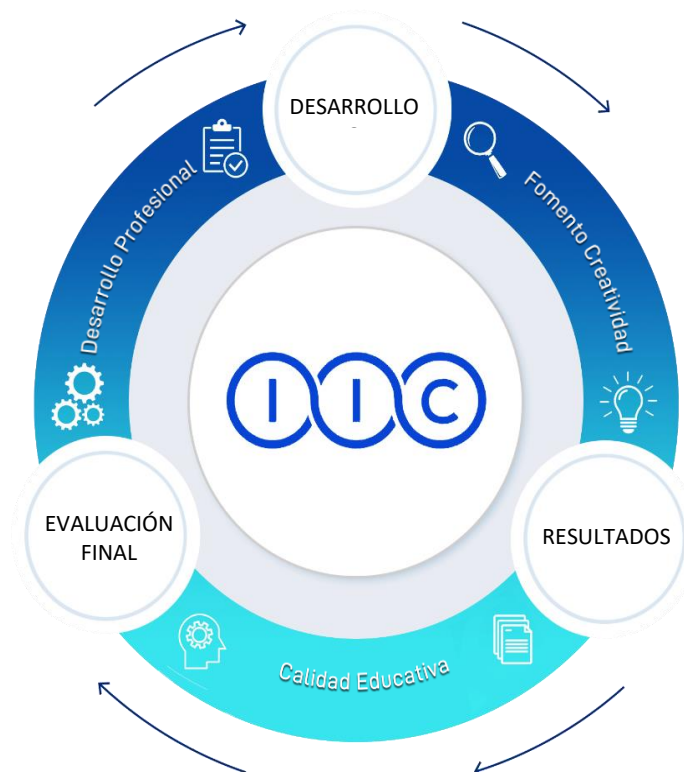 DESARROLLO
Desarrollo Profesional
Fomento Creatividad
IIC
EVALUACIÓN
FINAL
RESULTADOS
Calidad Educativa